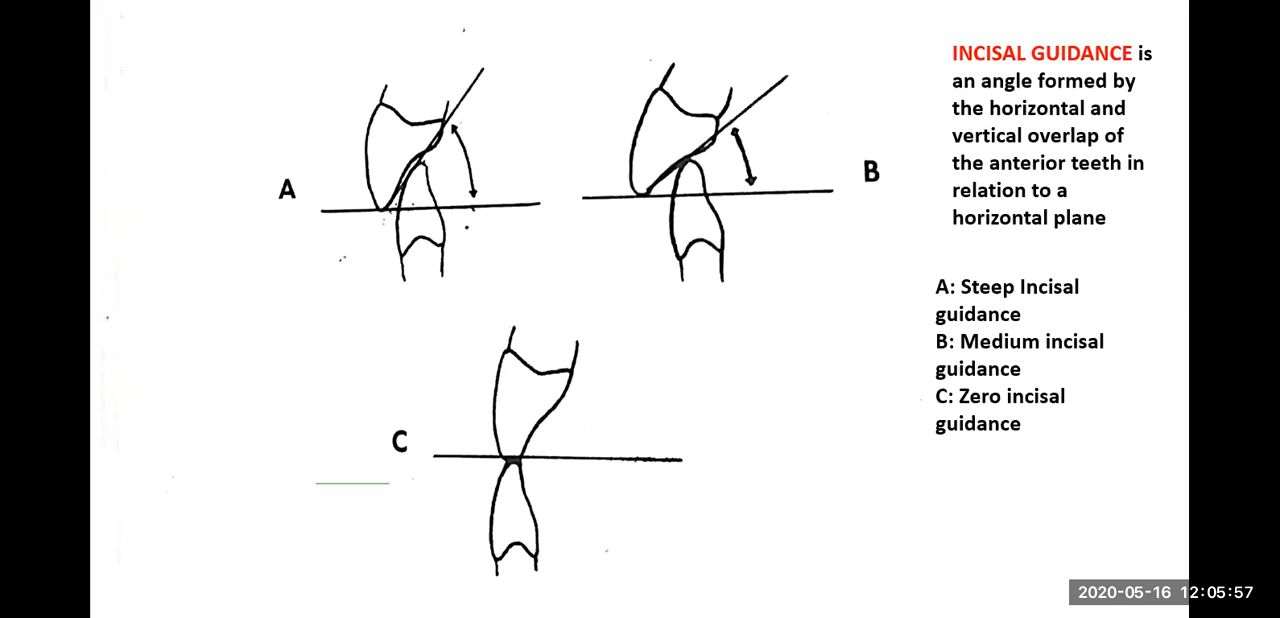 INCISAL GUIDANCE is
an angle formed by
the horizontal and
vertical overlap of
the anterior teeth in
relation to a
horizontal plane
A
B
A: Steep Incisal
guidance
B: Medium incisal
guidance
C: Zero incisal
guidance
C
2020-05-16 12:05:57